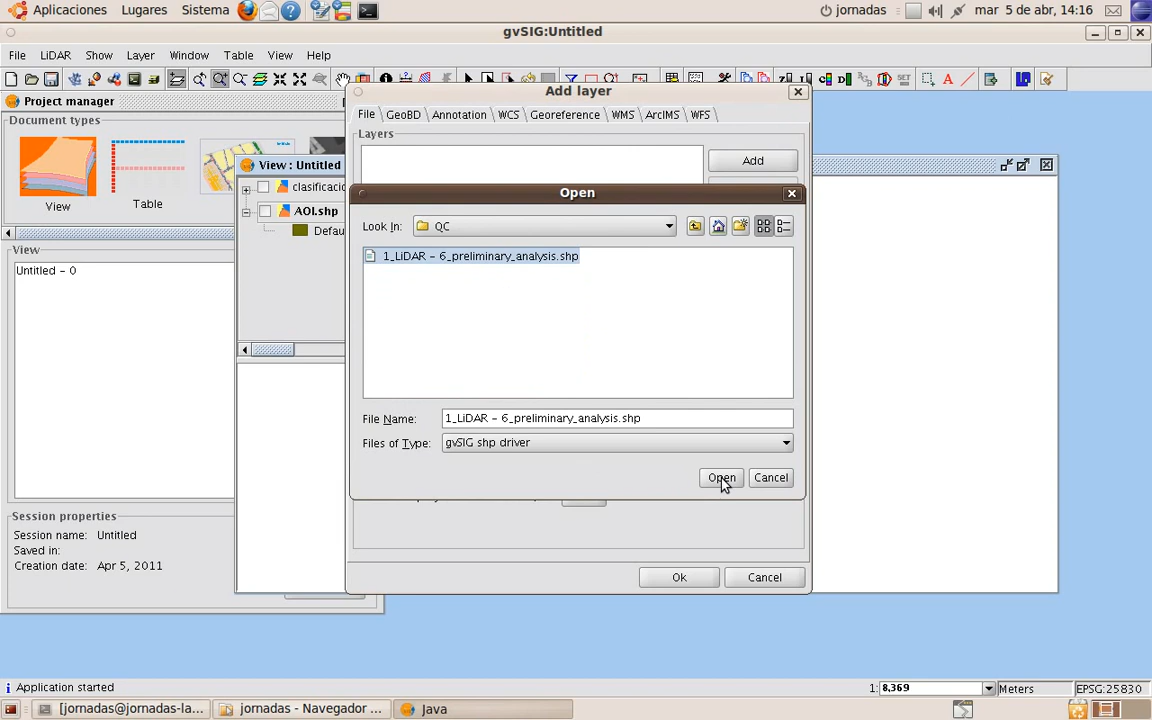 Aplicaciones Lugares Sistema jornadas mar 5 de abr, 14:16
gvSIG:Untitled
File LiDAR Show Layer Window Table View Help
Project manager
Document types
View
Table
View
Untitled - 0
Session properties
Session name: Untitled
Saved in:
Creation date: Apr 5, 2011
View : Untitled
clasificacio
AOI.shp
Defau
Add layer
File GeoBD Annotation WCS Georeference WMS ArcIMS WFS
Layers
Add
Open
Look In: QC
1_LiDAR - 6_preliminary_analysis.shp
File Name: 1_LiDAR - 6_preliminary_analysis.shp
Files of Type: gvSIG shp driver
Open Cancel
Ok Cancel
Application started 1: 8,369 Meters EPSG:25830
[jornadas@jornadas-la... jornadas - Navegador ... Java